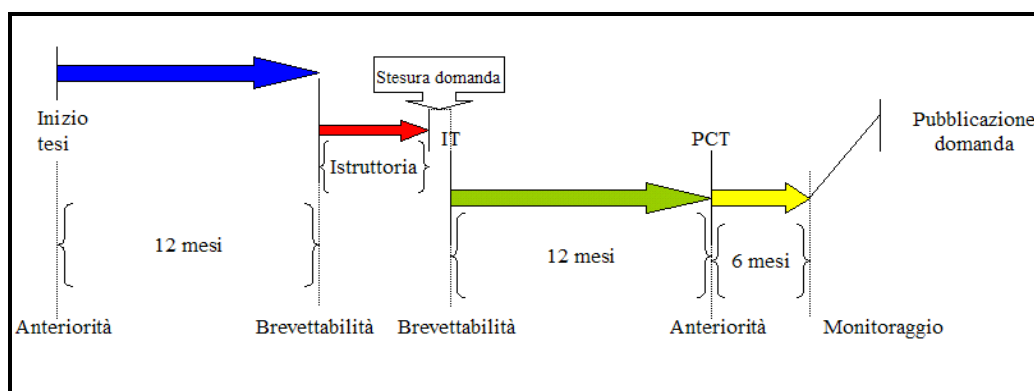 Stesura domanda
Inizio
tesi
IT
PCT
Pubblicazione
domanda
Istruttoria
12 mesi
12 mesi
6 mesi
Anteriorità
Brevettabilità
Brevettabilità
Anteriorità
Monitoraggio